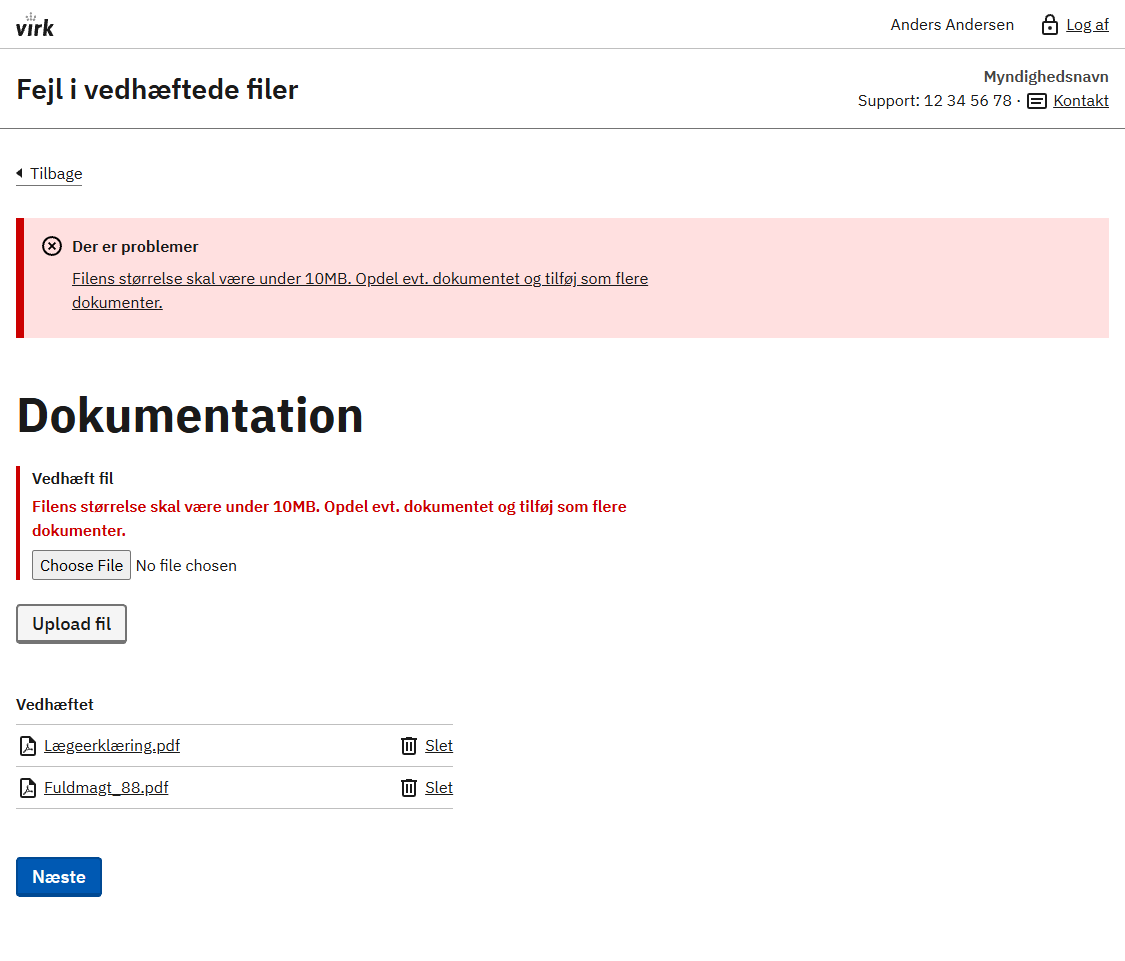 virk
Anders Andersen
Log af
Fejl i vedhæftede filer
Myndighedsnavn
Support: 12 34 56 78 · Kontakt
Tilbage
Der er problemer
Filens størrelse skal være under 10MB. Opdel evt. dokumentet og tilføj som flere
dokumenter.
Dokumentation
Vedhæft fil
Filens størrelse skal være under 10MB. Opdel evt. dokumentet og tilføj som flere
dokumenter.
Choose File No file chosen
Upload fil
Vedhæftet
Lægeerklæring.pdf Slet
Fuldmagt_88.pdf Slet
Næste